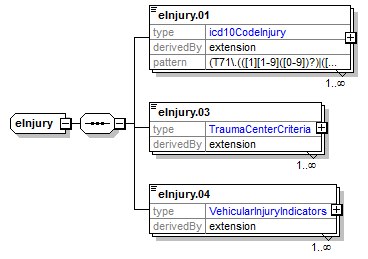 eInjury
eInjury.01
type icd10CodeInjury
derivedBy extension
pattern (T71\.(([1][1-9]([0-9])?)|([...
1..∞
eInjury.03
type TraumaCenterCriteria
derivedBy extension
1..∞
eInjury.04
type VehicularInjuryIndicators
derivedBy extension
1..∞